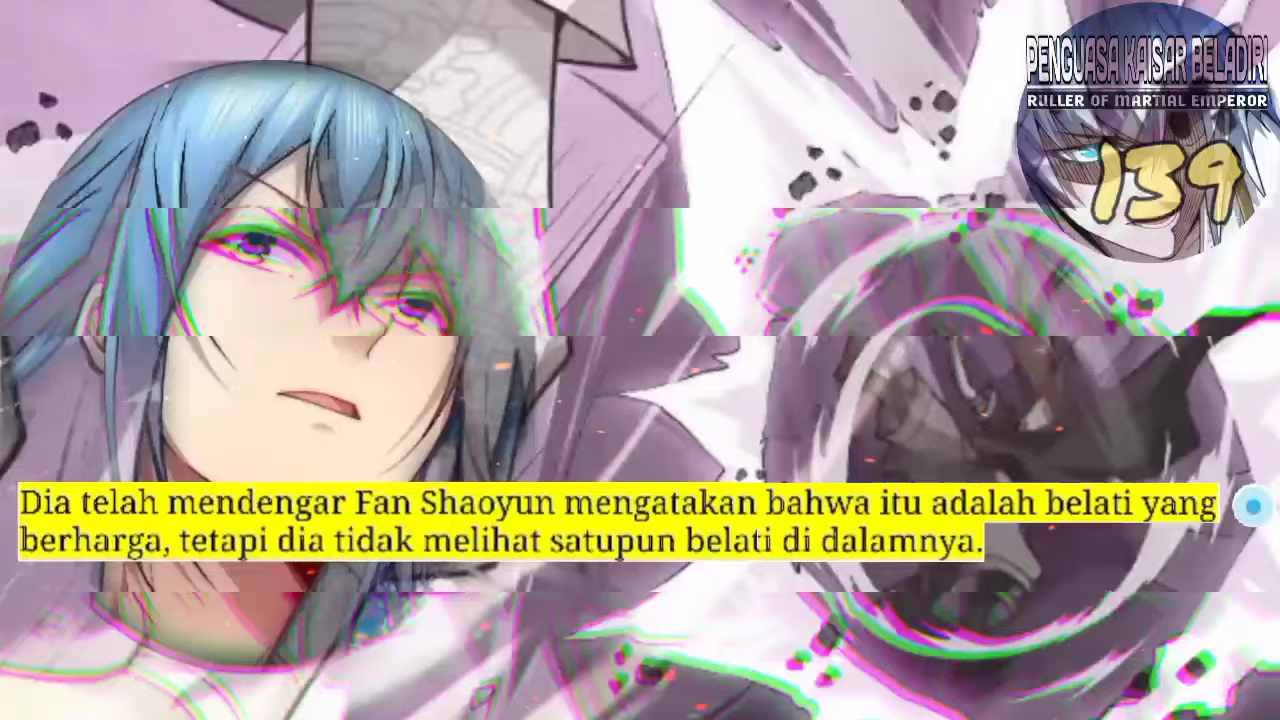 PENGUASA KAISAR BELADIRI
RULLER OF MARTIAL EMPEROR
139
Dia telah mendengar Fan Shaoyun mengatakan bahwa itu adalah belati yang
berharga, tetapi dia tidak melihat satupun belati di dalamnya.